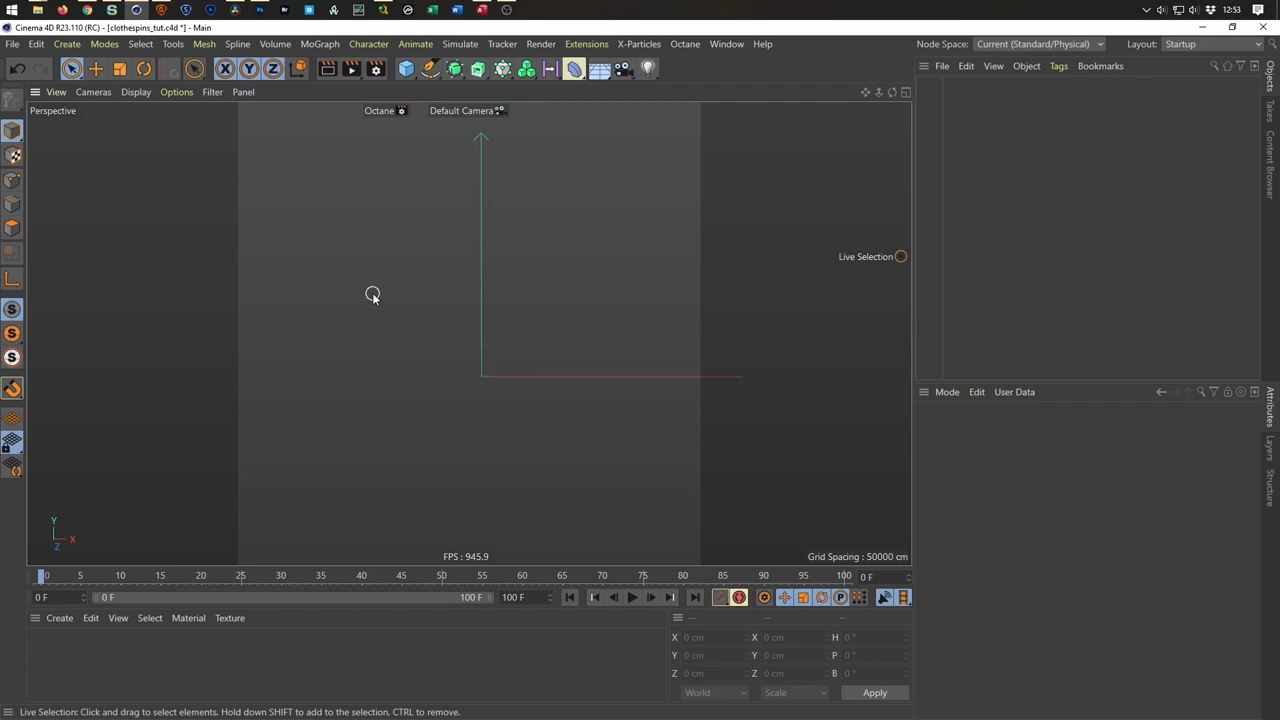 12:53
Cinema 4D R23.110 (RC) - [clothespins_tut.c4d *] - Main
File Edit Create Modes Select Tools Mesh Spline Volume MoGraph Character Animate Simulate Tracker Render Extensions X-Particles Octane Window Help Node Space: Current (Standard/Physical) Layout: Startup
X Y Z
View Cameras Display Options Filter Panel
File Edit View Object Tags Bookmarks
Objects
Takes
Content Browser
Perspective Octane Default Camera
Live Selection
Mode Edit User Data
Attributes
Layers
Structure
Y
X
Z
FPS : 945.9 Grid Spacing : 50000 cm
0 5 10 15 20 25 30 35 40 45 50 55 60 65 70 75 80 85 90 95 100 0 F
0 F 0 F 100 F 100 F P
Create Edit View Select Material Texture -- -- --
X 0 cm X 0 cm H 0 °
Y 0 cm Y 0 cm P 0 °
Z 0 cm Z 0 cm B 0 °
World Scale Apply
Live Selection: Click and drag to select elements. Hold down SHIFT to add to the selection, CTRL to remove.